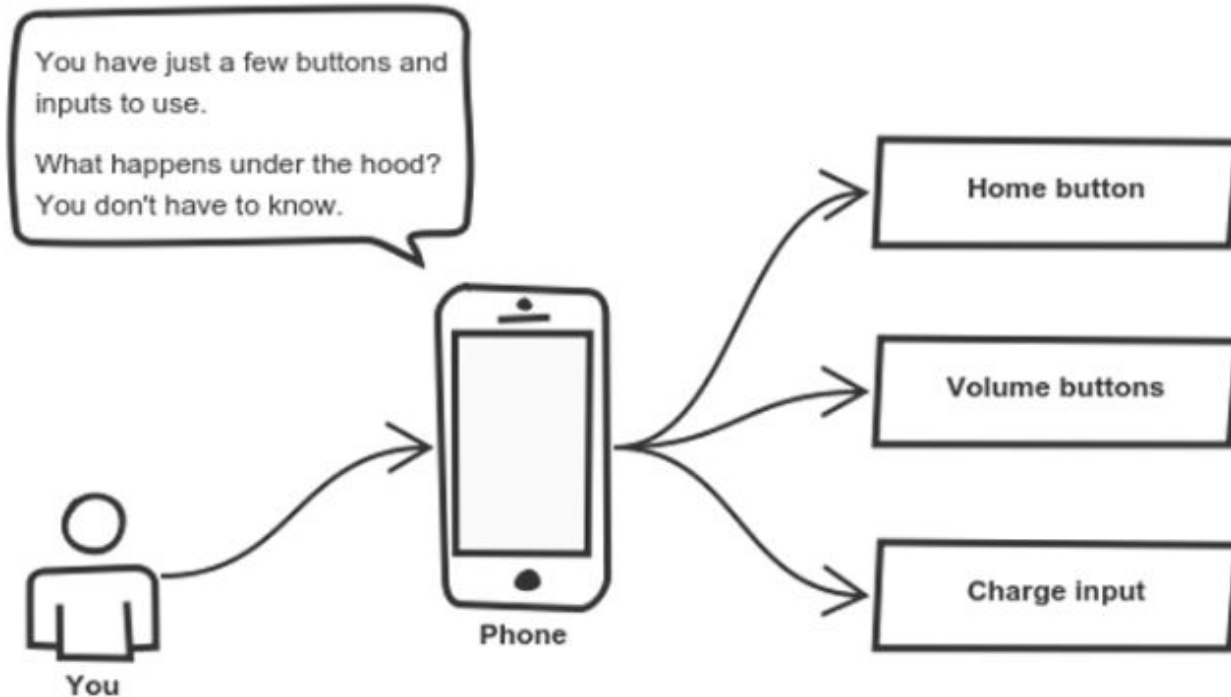 You have just a few buttons and
inputs to use.
What happens under the hood?
You don't have to know.
Home button
Volume buttons
Charge input
Phone
You